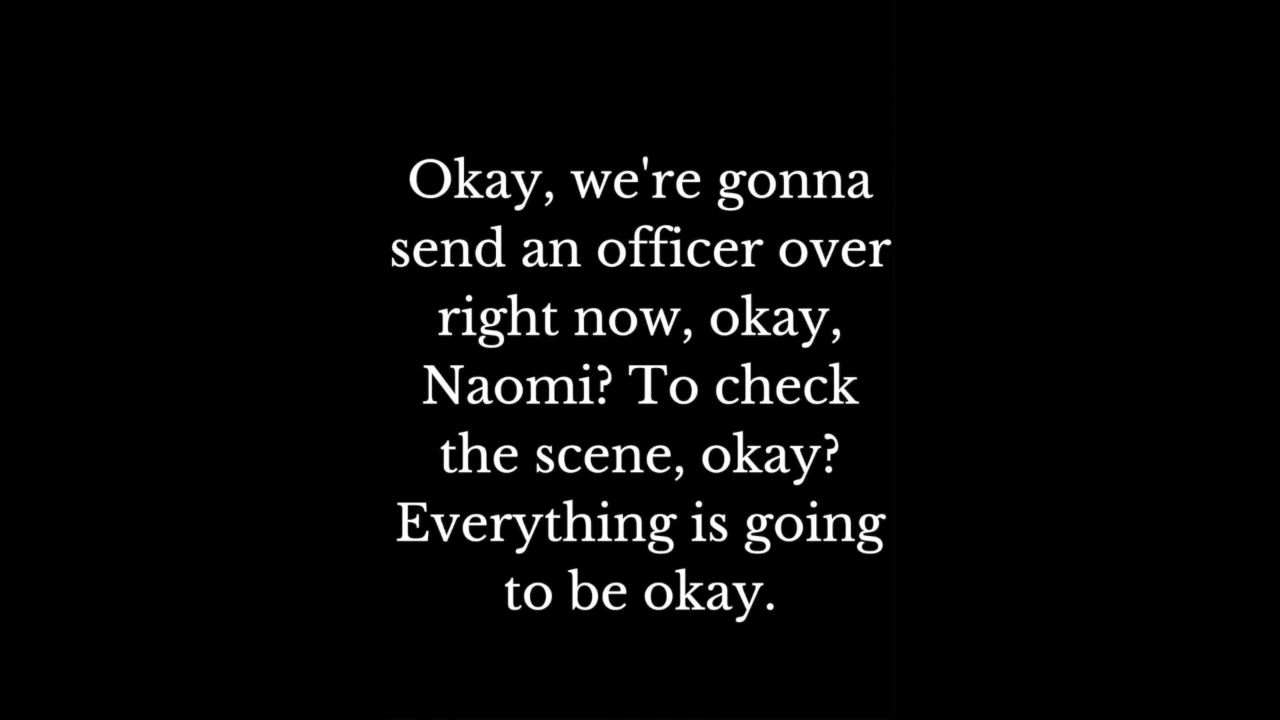 Okay, we're gonna
send an officer over
right now, okay,
Naomi? To check
the scene, okay?
Everything is going
to be okay.